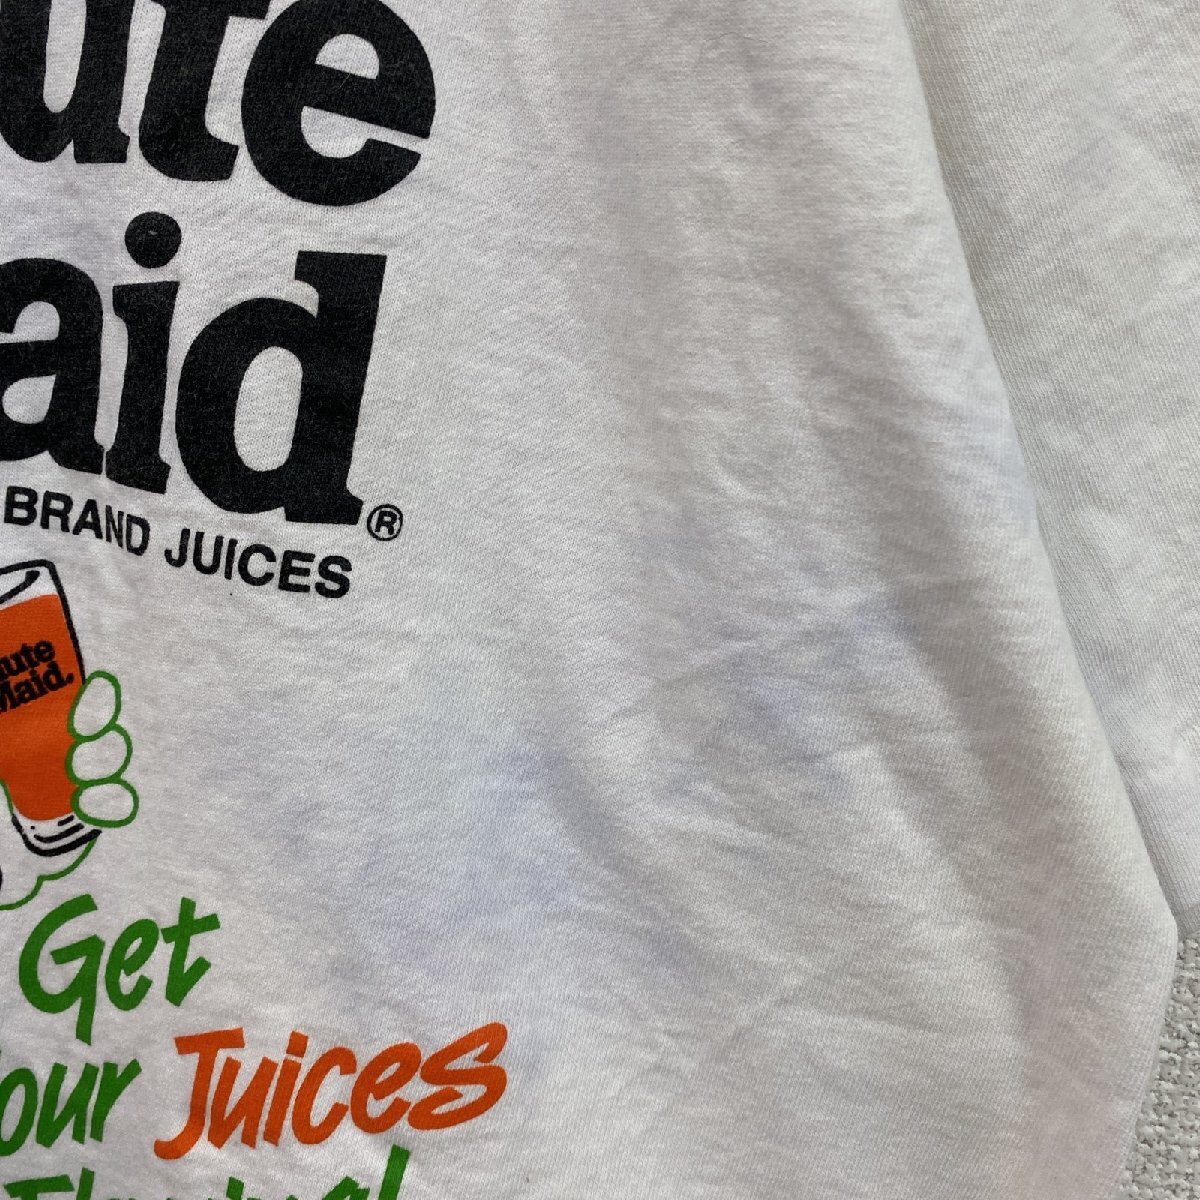 ute
aid®
BRAND JUICES
ute
Maid.
Get
our Juices